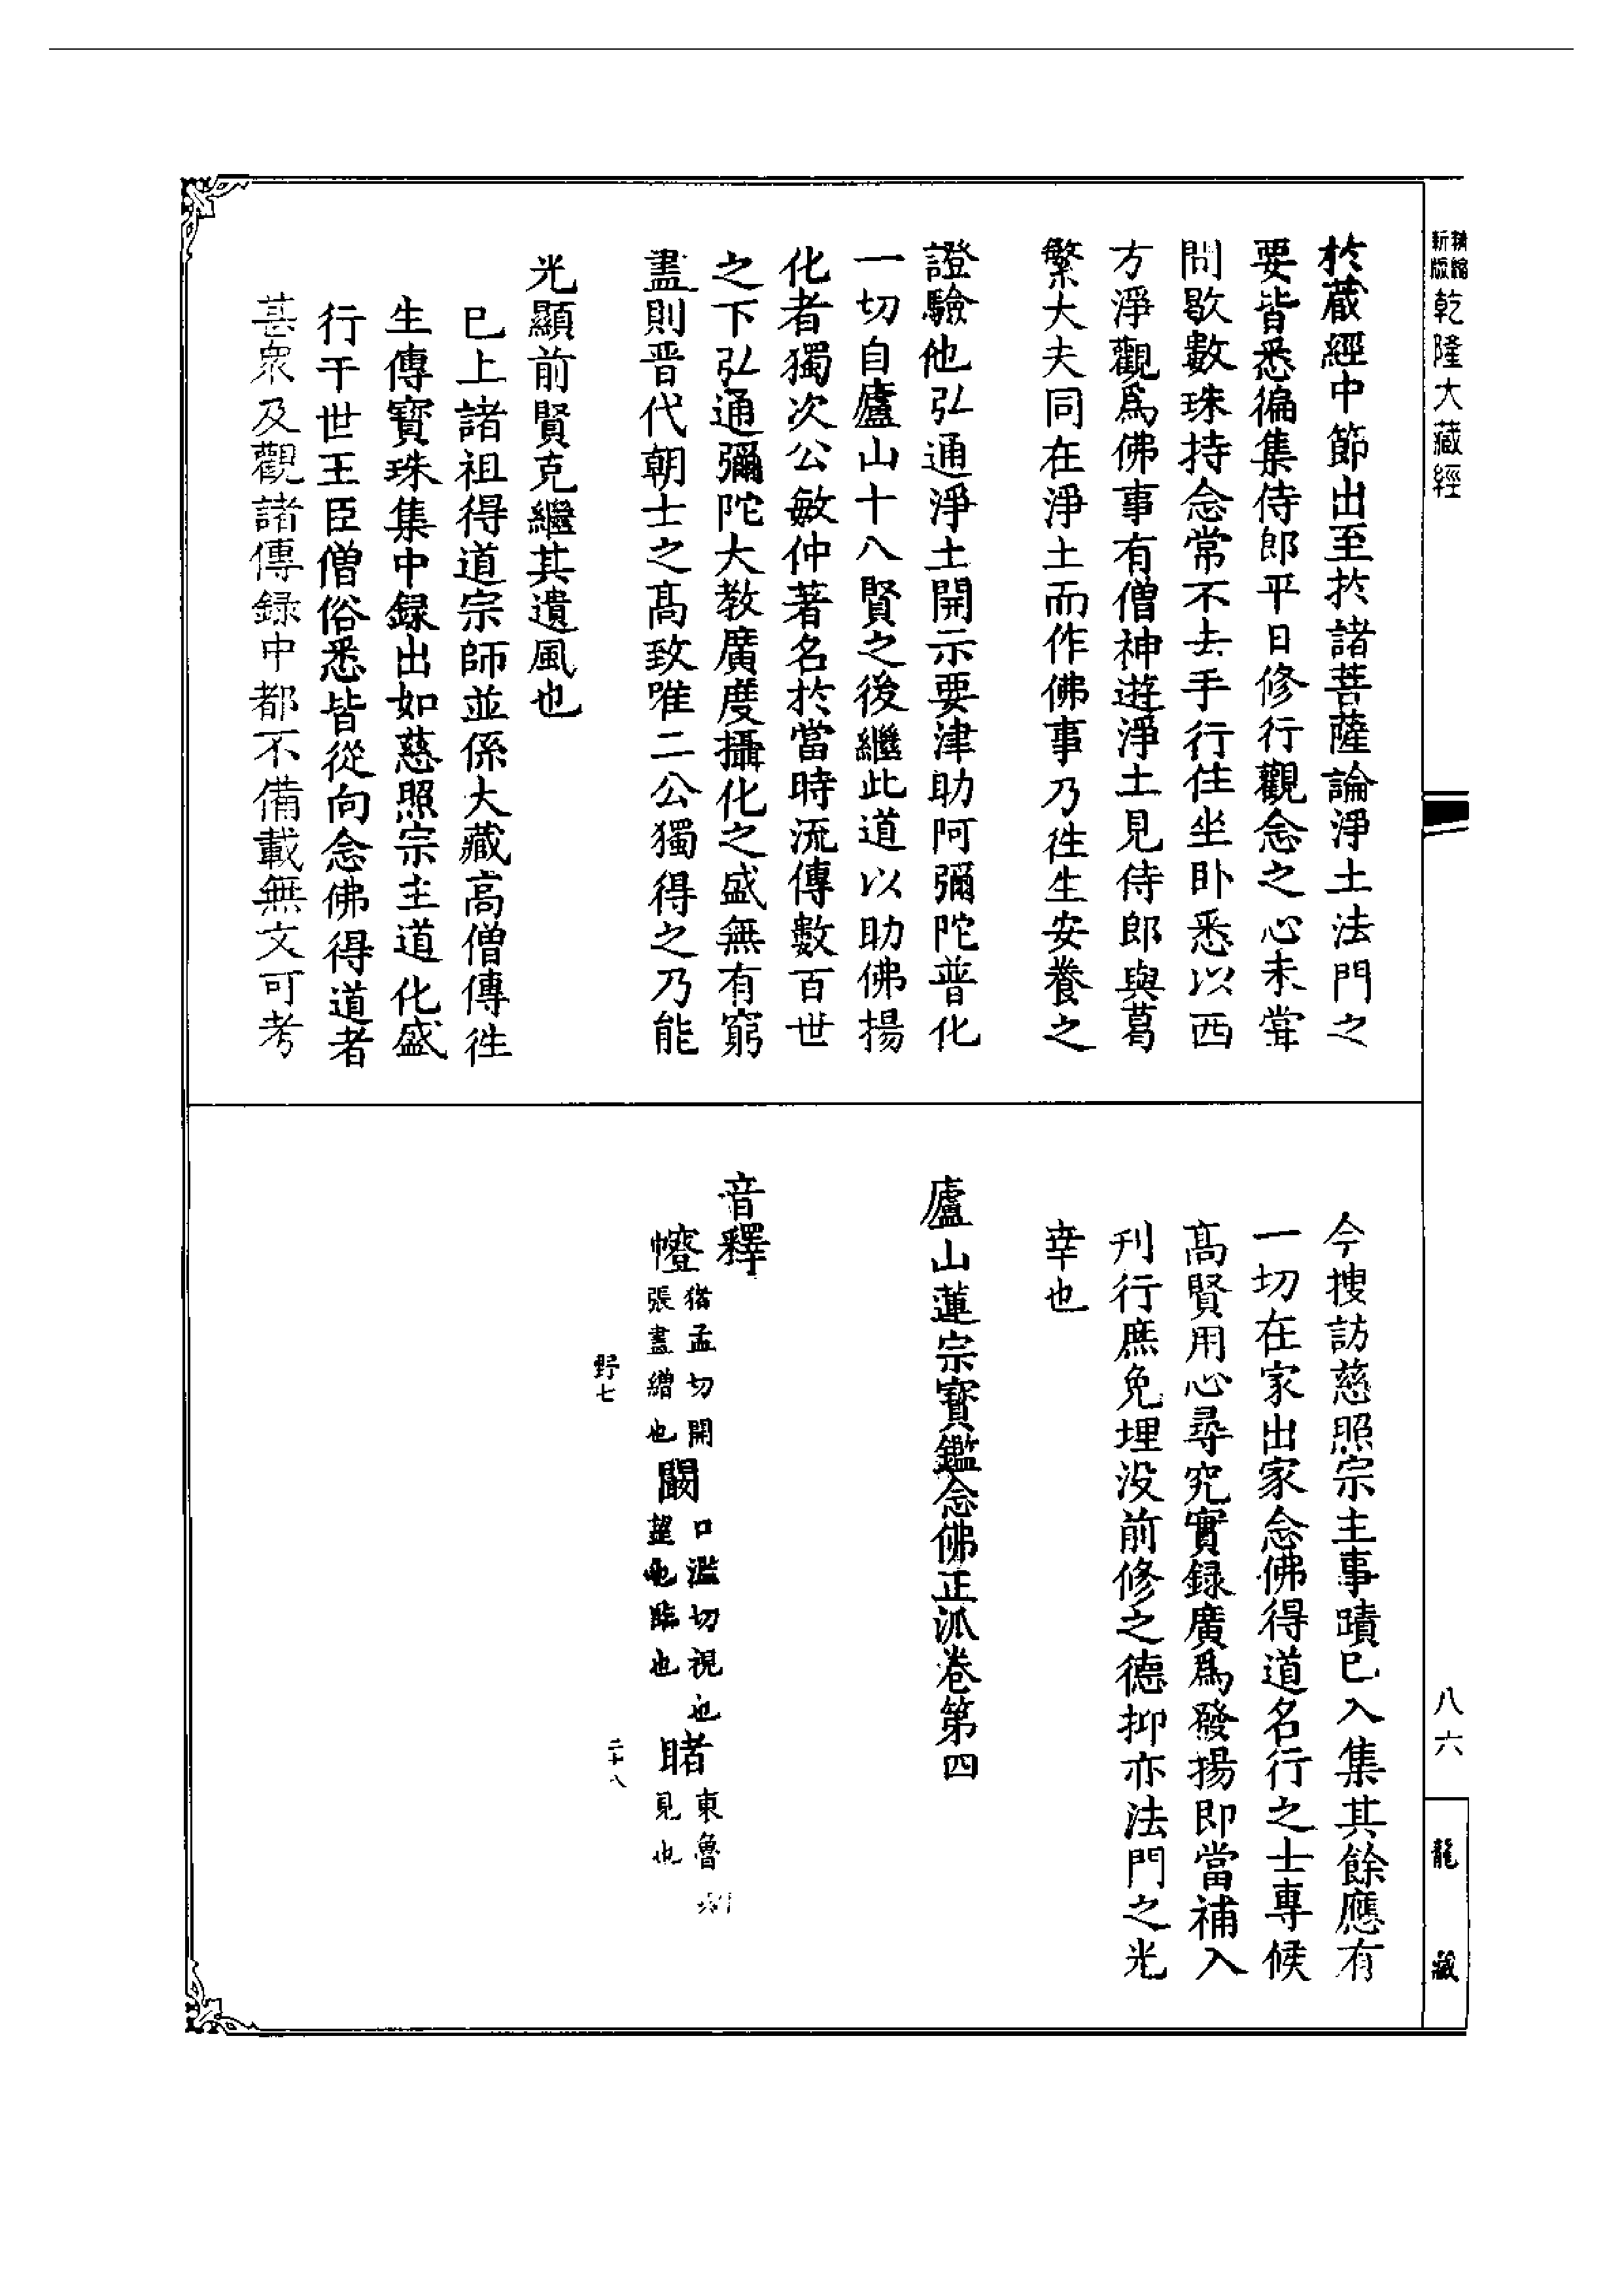 新版精縮乾隆大藏經
八六
龍藏
於藏經中節出至於諸菩薩論淨土法門之
要皆悉徧集侍郎平日修行觀念之心未甞
間歇數珠持念常不去手行住坐卧悉以西
方淨觀爲佛事有僧神遊淨土見侍郎與葛
繁大夫同在淨土而作佛事乃徃生安養之
證驗他弘通淨土開示要津助阿彌陀普化
一切自廬山十八賢之後繼此道以助佛揚
化者獨次公敏仲著名於當時流傳數百世
之下弘通彌陀大教廣度攝化之盛無有窮
盡則晋代朝士之髙致唯二公獨得之乃能
光顯前賢克繼其遺風也
已上諸祖得道宗師並係大藏高僧傳徃
生傳寳珠集中録出如慈照宗主道化盛
行干世王臣僧俗悉皆從向念佛得道者
甚衆及觀諸傳録中都不備載無文可考
今搜訪慈照宗主事蹟已入集其餘應有
一切在家出家念佛得道名行之士專候
髙賢用心尋究實録廣爲發揚即當補入
刋行庶免埋没前修之德抑亦法門之光
幸也
廬山蓮宗寳鑑念佛正派卷第四
音釋
㡧 猪孟切開張畫繒也 闞 口濫切視也望也臨也 睹 東魯切見也
野七
二十八